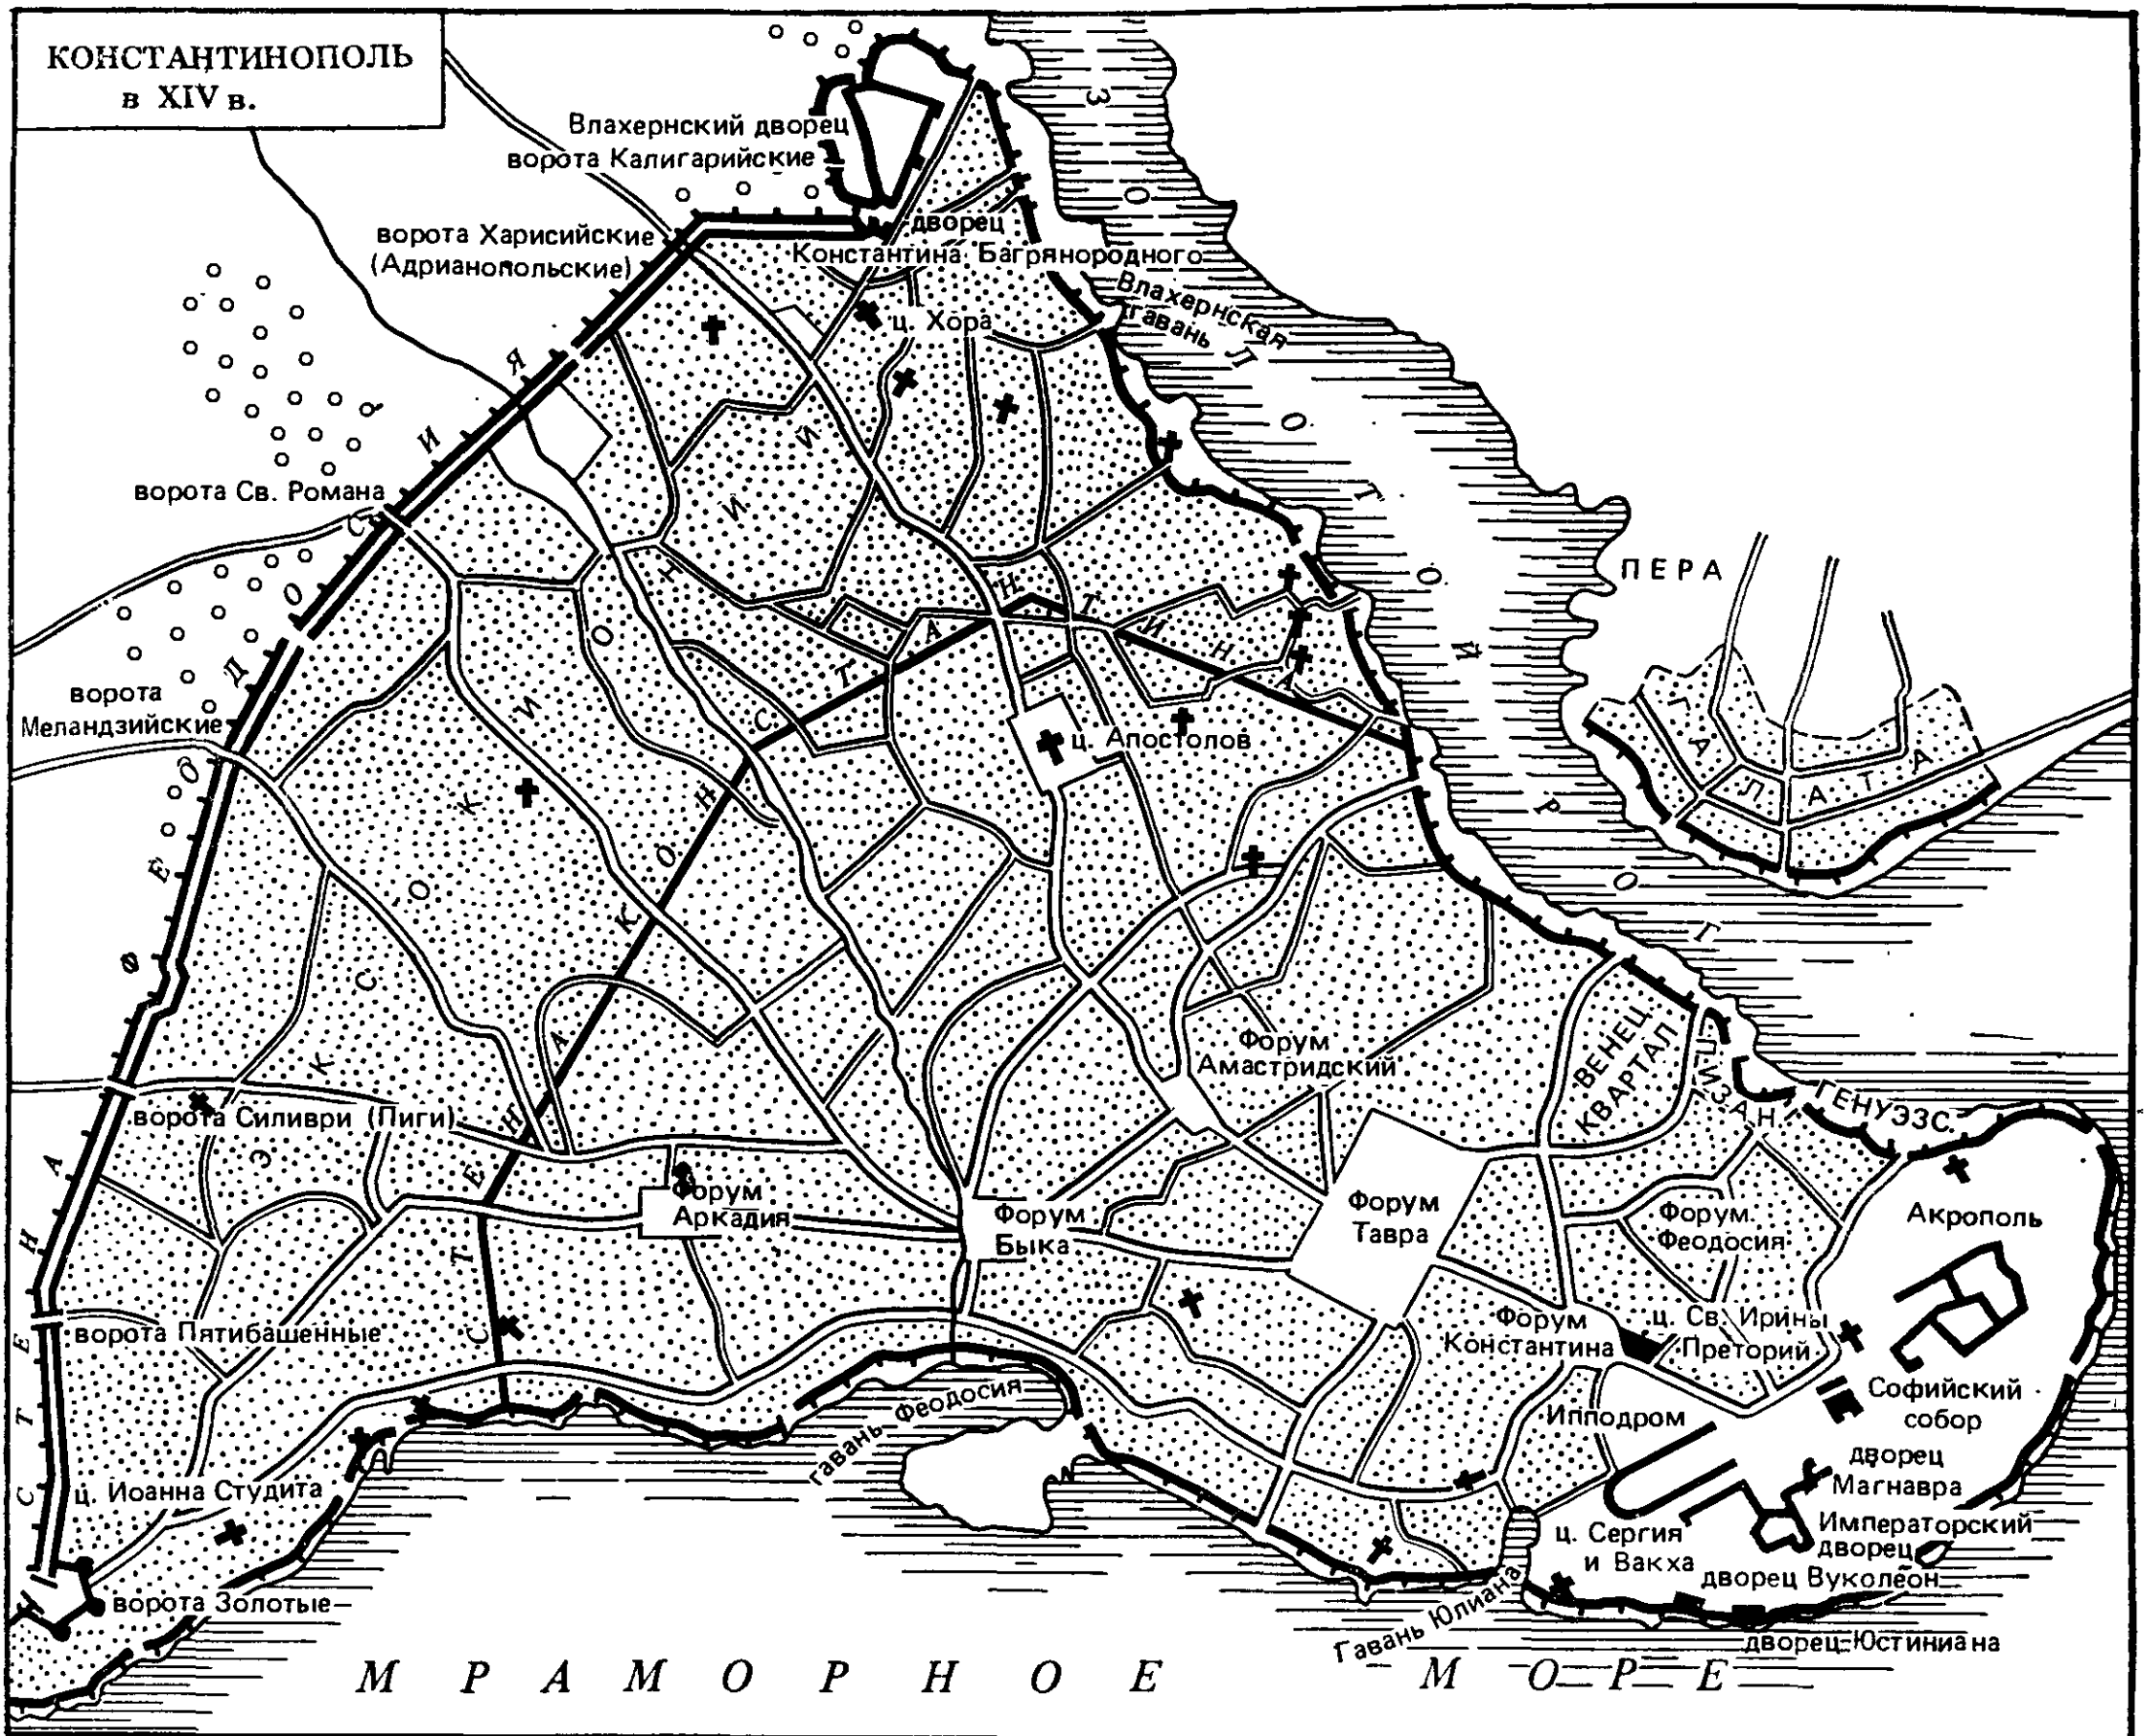 КОНСТАНТИНОПОЛЬ
в XIV в.
Влахернский дворец
ворота Калигарийские
ворота Харисийские
(Адрианопольские)
дворец
Константина Багрянородного
ц. Хора
Влахернская
гавань
ЗОЛОТОЙ РОГ
ворота Св. Романа
ПЕРА
ГАЛАТА
ворота
Меландзийские
СТЕНА ФЕОДОСИЯ
ЭКСОКИОНИЙ
СТЕНА КОНСТАНТИНА
ц. Апостолов
Форум
Амастридский
ВЕНЕЦ
КВАРТАЛ
ПИЗАН
ГЕНУЭЗС.
ворота Силиври (Пиги)
Форум
Аркадия
Форум
Быка
Форум
Тавра
Форум
Феодосия
Акрополь
ворота Пятибашенные
Форум
Константина
ц. Св. Ирины
Преторий
Софийский
собор
Ипподром
гавань Феодосия
дворец
Магнавра
ц. Иоанна Студита
ц. Сергия
и Вакха
Императорский
дворец
дворец Вуколеон
ворота Золотые
Гавань Юлиана
дворец Юстиниана
МРАМОРНОЕ МОРЕ